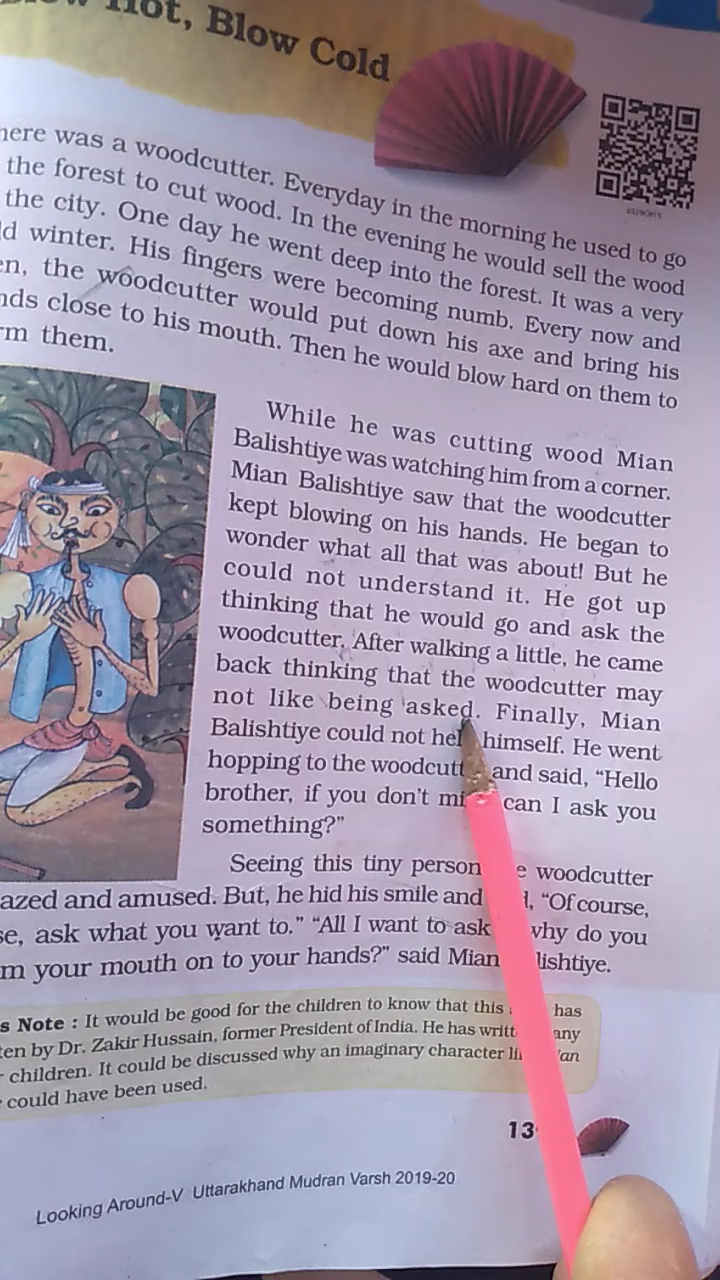 Hot, Blow Cold
here was a woodcutter. Everyday in the morning he used to go
the forest to cut wood. In the evening he would sell the wood
the city. One day he went deep into the forest. It was a very
ld winter. His fingers were becoming numb. Every now and
en, the woodcutter would put down his axe and bring his
nds close to his mouth. Then he would blow hard on them to
rm them.
While he was cutting wood Mian
Balishtiye was watching him from a corner.
Mian Balishtiye saw that the woodcutter
kept blowing on his hands. He began to
wonder what all that was about! But he
could not understand it. He got up
thinking that he would go and ask the
woodcutter. After walking a little, he came
back thinking that the woodcutter may
not like being asked. Finally, Mian
Balishtiye could not hel himself. He went
hopping to the woodcutt and said, “Hello
brother, if you don't mi can I ask you
something?”
Seeing this tiny person e woodcutter
azed and amused. But, he hid his smile and d, “Of course,
se, ask what you want to.” “All I want to ask why do you
m your mouth on to your hands?” said Mian lishtiye.
s Note : It would be good for the children to know that this has
ten by Dr. Zakir Hussain, former President of India. He has writt any
r children. It could be discussed why an imaginary character li an
could have been used.
13
Looking Around-V Uttarakhand Mudran Varsh 2019-20